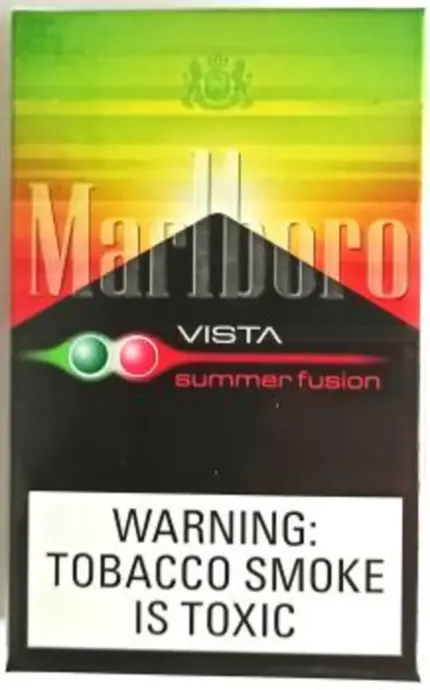 Marlboro
VISTA
summer fusion
WARNING:
TOBACCO SMOKE
IS TOXIC